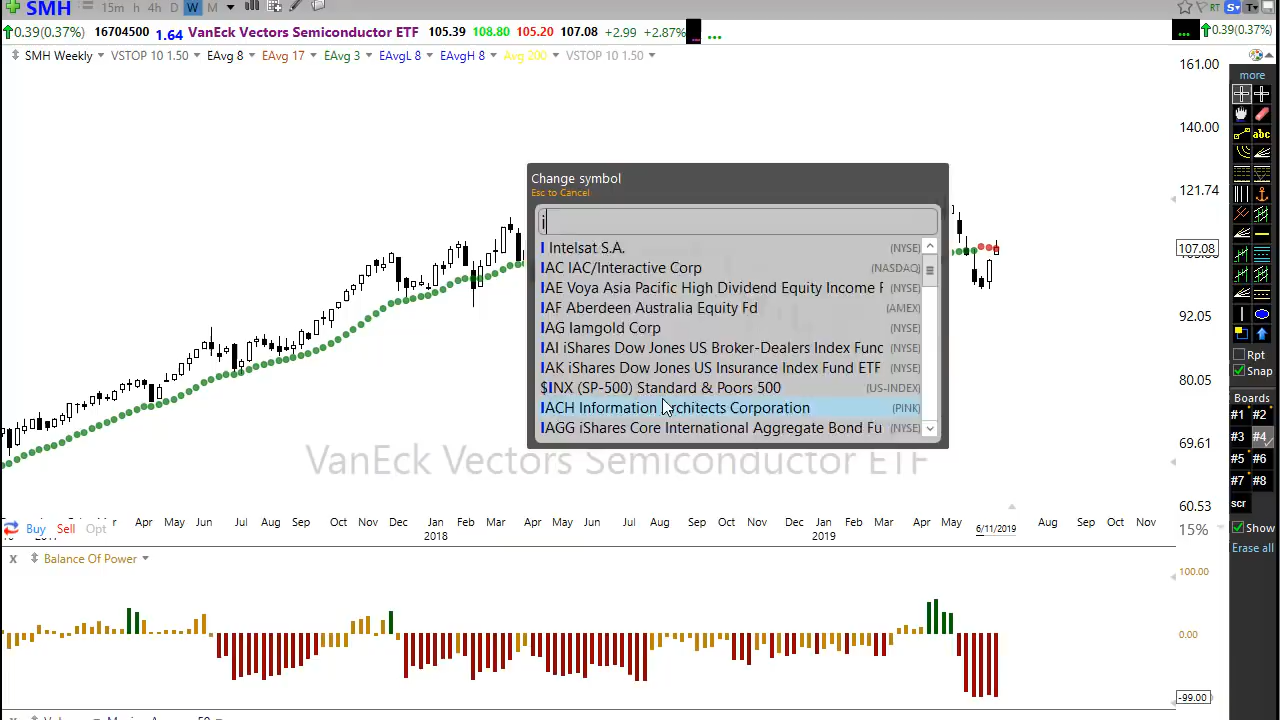 SMH 15m h 4h D W M RT S T
0.39(0.37%) 16704500 1.64 VanEck Vectors Semiconductor ETF 105.39 108.80 105.20 107.08 +2.99 +2.87% ... ... 0.39(0.37%)
SMH Weekly VSTOP 10 1.50 EAvg 8 EAvg 17 EAvg 3 EAvgL 8 EAvgH 8 Avg 200 VSTOP 10 1.50
161.00
more
140.00
abc
Change symbol
Esc to Cancel
121.74
i
I Intelsat S.A. (NYSE)
107.08
IAC IAC/Interactive Corp (NASDAQ)
IAE Voya Asia Pacific High Dividend Equity Income F (NYSE)
IAF Aberdeen Australia Equity Fd (AMEX)
IAG Iamgold Corp (NYSE)
92.05
IAI iShares Dow Jones US Broker-Dealers Index Func (NYSE)
Rpt
IAK iShares Dow Jones US Insurance Index Fund ETF (NYSE)
Snap
80.05
$INX (SP-500) Standard & Poors 500 (US-INDEX)
Boards
IACH Information Architects Corporation (PINK)
#1 #2
IAGG iShares Core International Aggregate Bond Fu (NYSE)
#3 #4
69.61
VanEck Vectors Semiconductor ETF
#5 #6
#7 #8
60.53
scr
Buy Sell Opt Apr May Jun Jul Aug Sep Oct Nov Dec Jan Feb Mar Apr May Jun Jul Aug Sep Oct Nov Dec Jan Feb Mar Apr May 6/11/2019 Aug Sep Oct Nov 15%
Show
2018 2019
Erase all
x Balance Of Power
100.00
0.00
-99.00